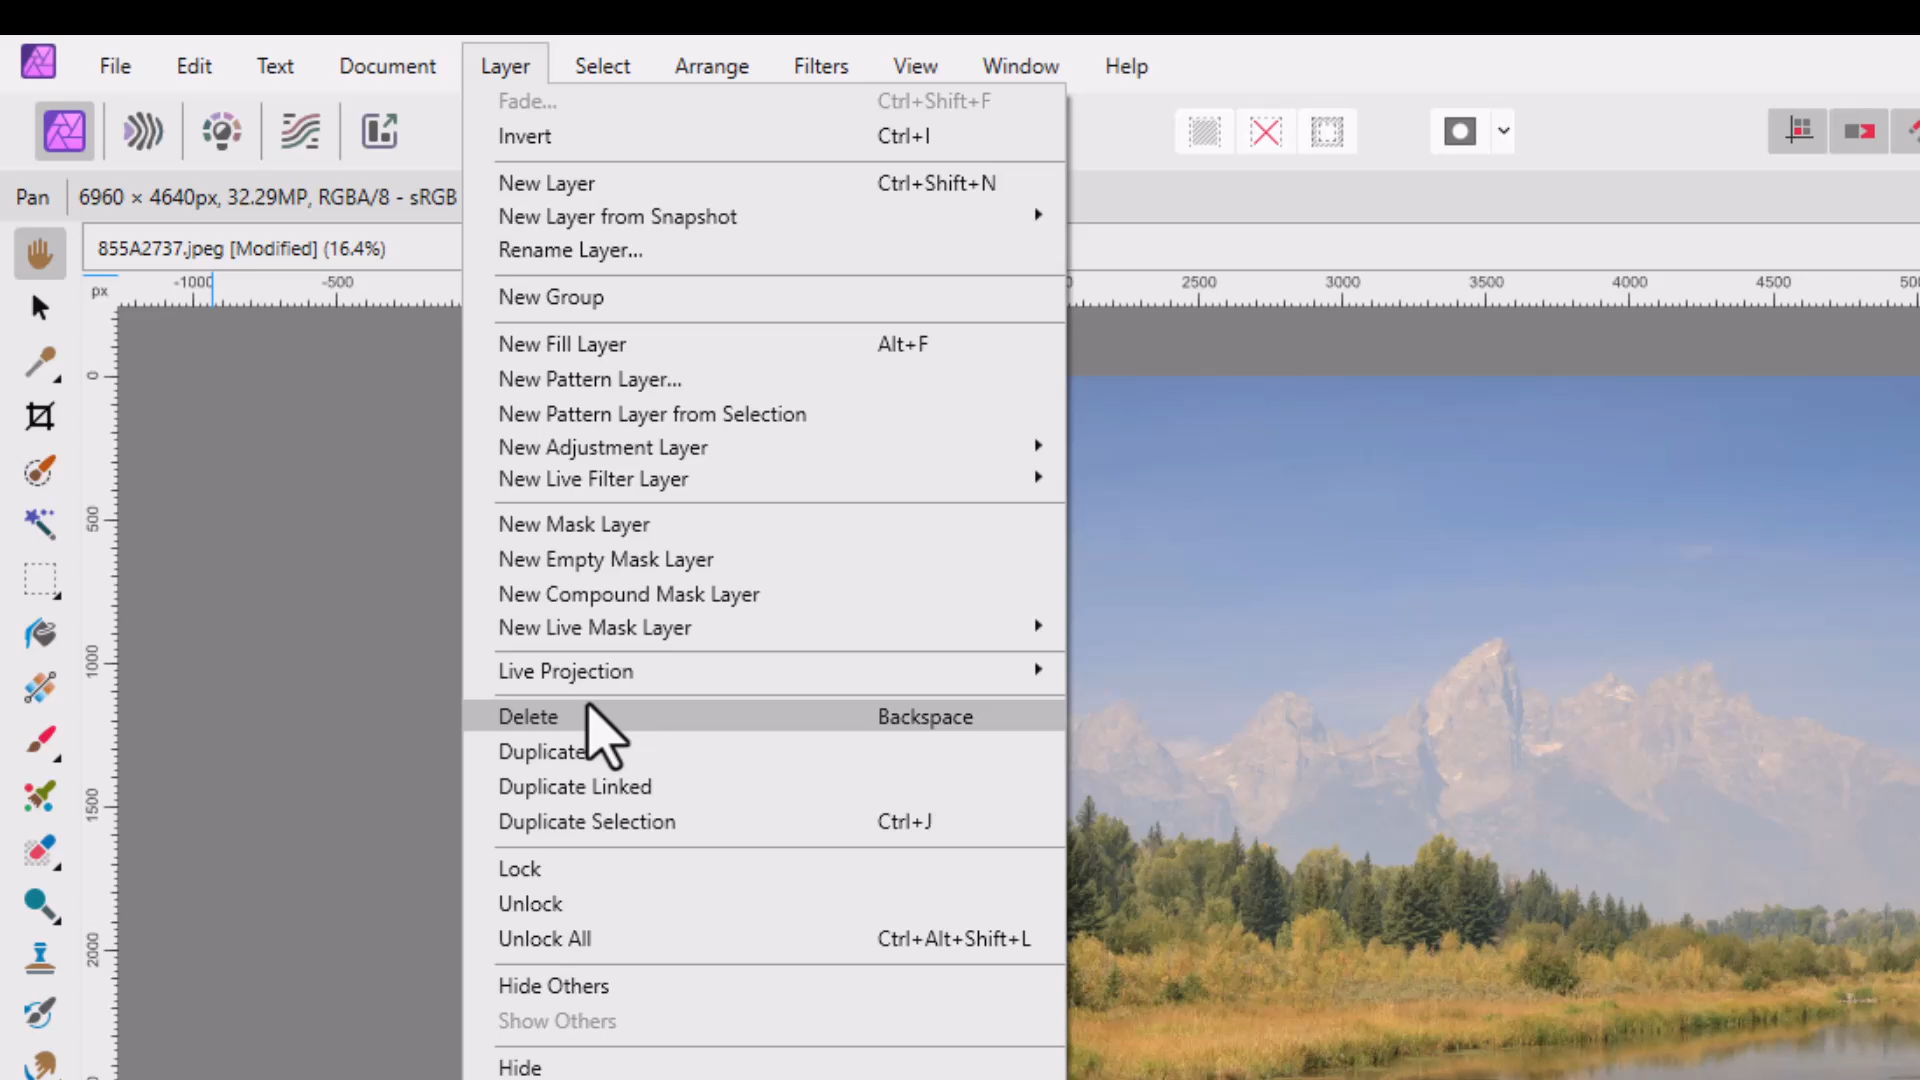 File Edit Text Document Layer Select Arrange Filters View Window Help
Fade... Ctrl+Shift+F
Invert Ctrl+I
New Layer Ctrl+Shift+N
Pan 6960 × 4640px, 32.29MP, RGBA/8 - sRGB
New Layer from Snapshot
855A2737.jpeg [Modified] (16.4%)
Rename Layer...
px -1000 -500 2500 3000 3500 4000 4500
New Group
New Fill Layer Alt+F
0
New Pattern Layer...
New Pattern Layer from Selection
New Adjustment Layer
New Live Filter Layer
500
New Mask Layer
New Empty Mask Layer
New Compound Mask Layer
New Live Mask Layer
1000
Live Projection
Delete Backspace
Duplicate
Duplicate Linked
1500
Duplicate Selection Ctrl+J
Lock
Unlock
Unlock All Ctrl+Alt+Shift+L
2000
Hide Others
Show Others
Hide